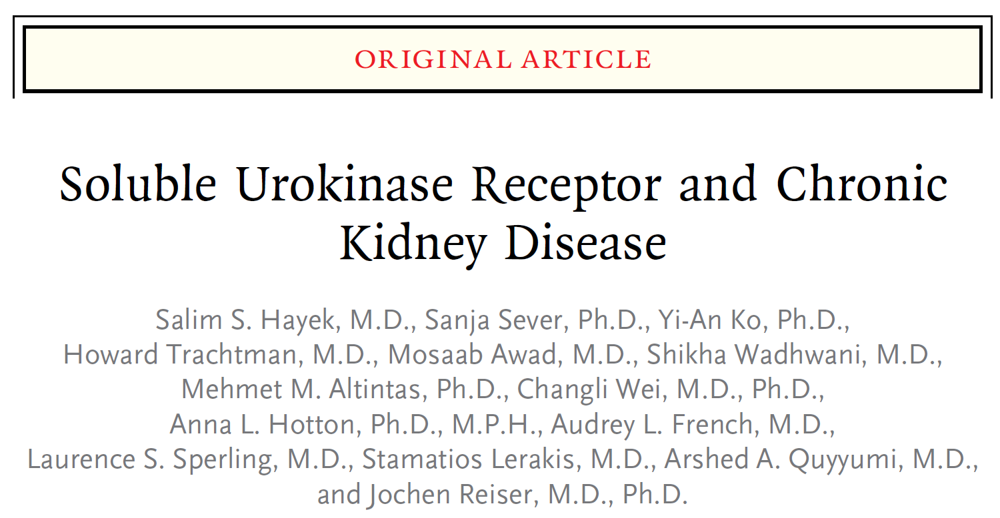 ORIGINAL ARTICLE
Soluble Urokinase Receptor and Chronic
Kidney Disease
Salim S. Hayek, M.D., Sanja Sever, Ph.D., Yi-An Ko, Ph.D.,
Howard Trachtman, M.D., Mosaab Awad, M.D., Shikha Wadhwani, M.D.,
Mehmet M. Altintas, Ph.D., Changli Wei, M.D., Ph.D.,
Anna L. Hotton, Ph.D., M.P.H., Audrey L. French, M.D.,
Laurence S. Sperling, M.D., Stamatios Lerakis, M.D., Arshed A. Quyyumi, M.D.,
and Jochen Reiser, M.D., Ph.D.